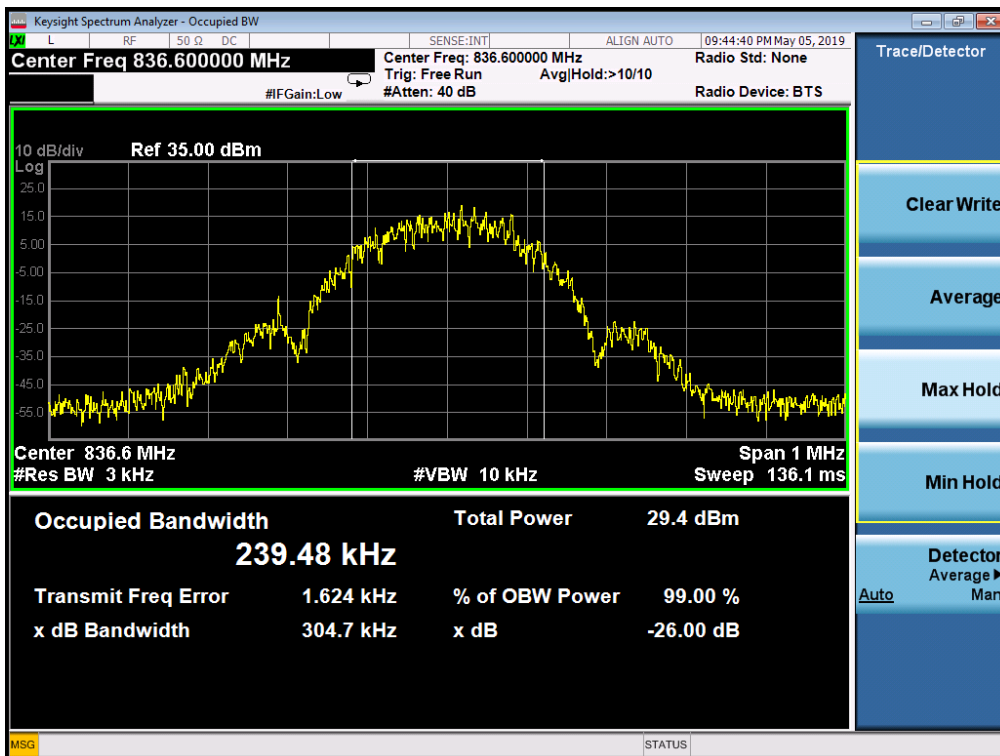 Keysight Spectrum Analyzer - Occupied BW
LXI L RF 50 Ω DC SENSE:INT ALIGN AUTO 09:44:40 PM May 05, 2019
Center Freq 836.600000 MHz
Center Freq: 836.600000 MHz Radio Std: None
Trig: Free Run Avg|Hold:>10/10
#IFGain:Low #Atten: 40 dB Radio Device: BTS
10 dB/div Ref 35.00 dBm
Log
25.0
15.0
5.00
-5.00
-15.0
-25.0
-35.0
-45.0
-55.0
Center 836.6 MHz Span 1 MHz
#Res BW 3 kHz #VBW 10 kHz Sweep 136.1 ms
Occupied Bandwidth Total Power 29.4 dBm
239.48 kHz
Transmit Freq Error 1.624 kHz % of OBW Power 99.00 %
x dB Bandwidth 304.7 kHz x dB -26.00 dB
MSG STATUS
Trace/Detector
Clear Write
Average
Max Hold
Min Hold
Detector
Average
Auto Man